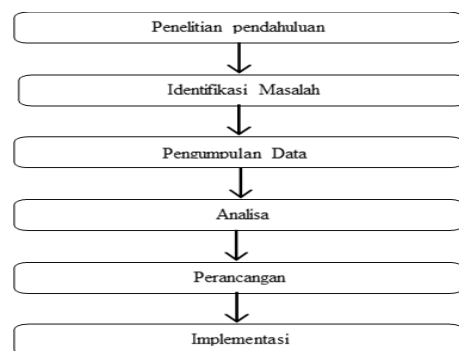 Penelitian pendahuluan
Identifikasi Masalah
Pengumpulan Data
Analisa
Perancangan
Implementasi